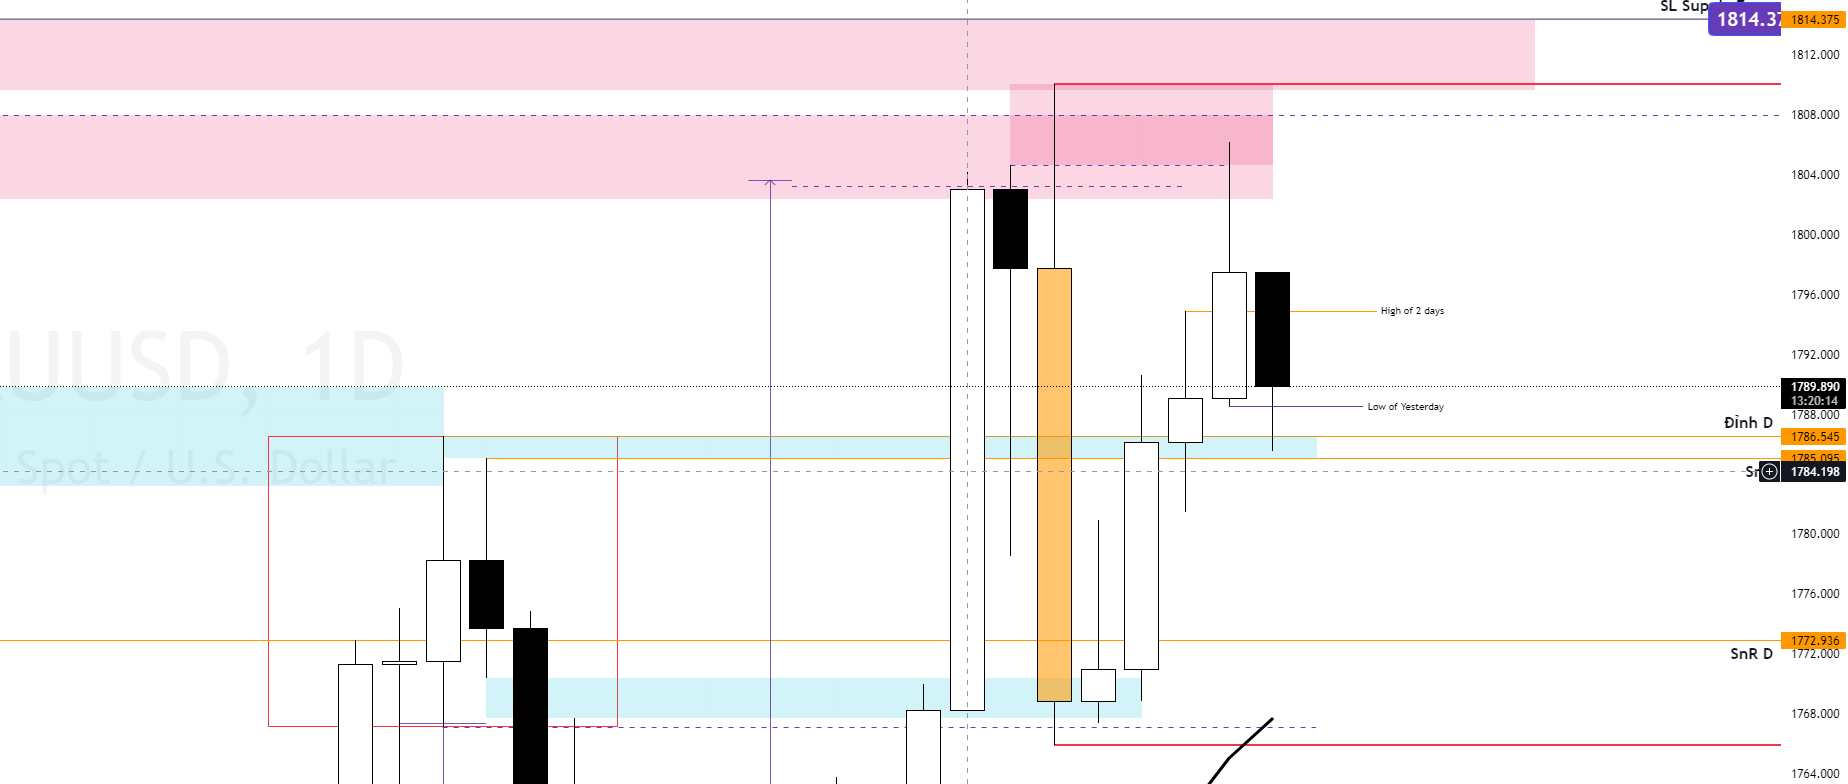 SL Sup
1814.37
1814.375
1812.000
1808.000
1804.000
1800.000
1796.000
High of 2 days
UUSD, 1D
1792.000
1789.890
13:20:14
Low of Yesterday
1788.000
Đỉnh D
1786.545
1785.095
Spot / U.S. Dollar
1784.198
1780.000
1776.000
1772.936
SnR D
1772.000
1768.000
1764.000